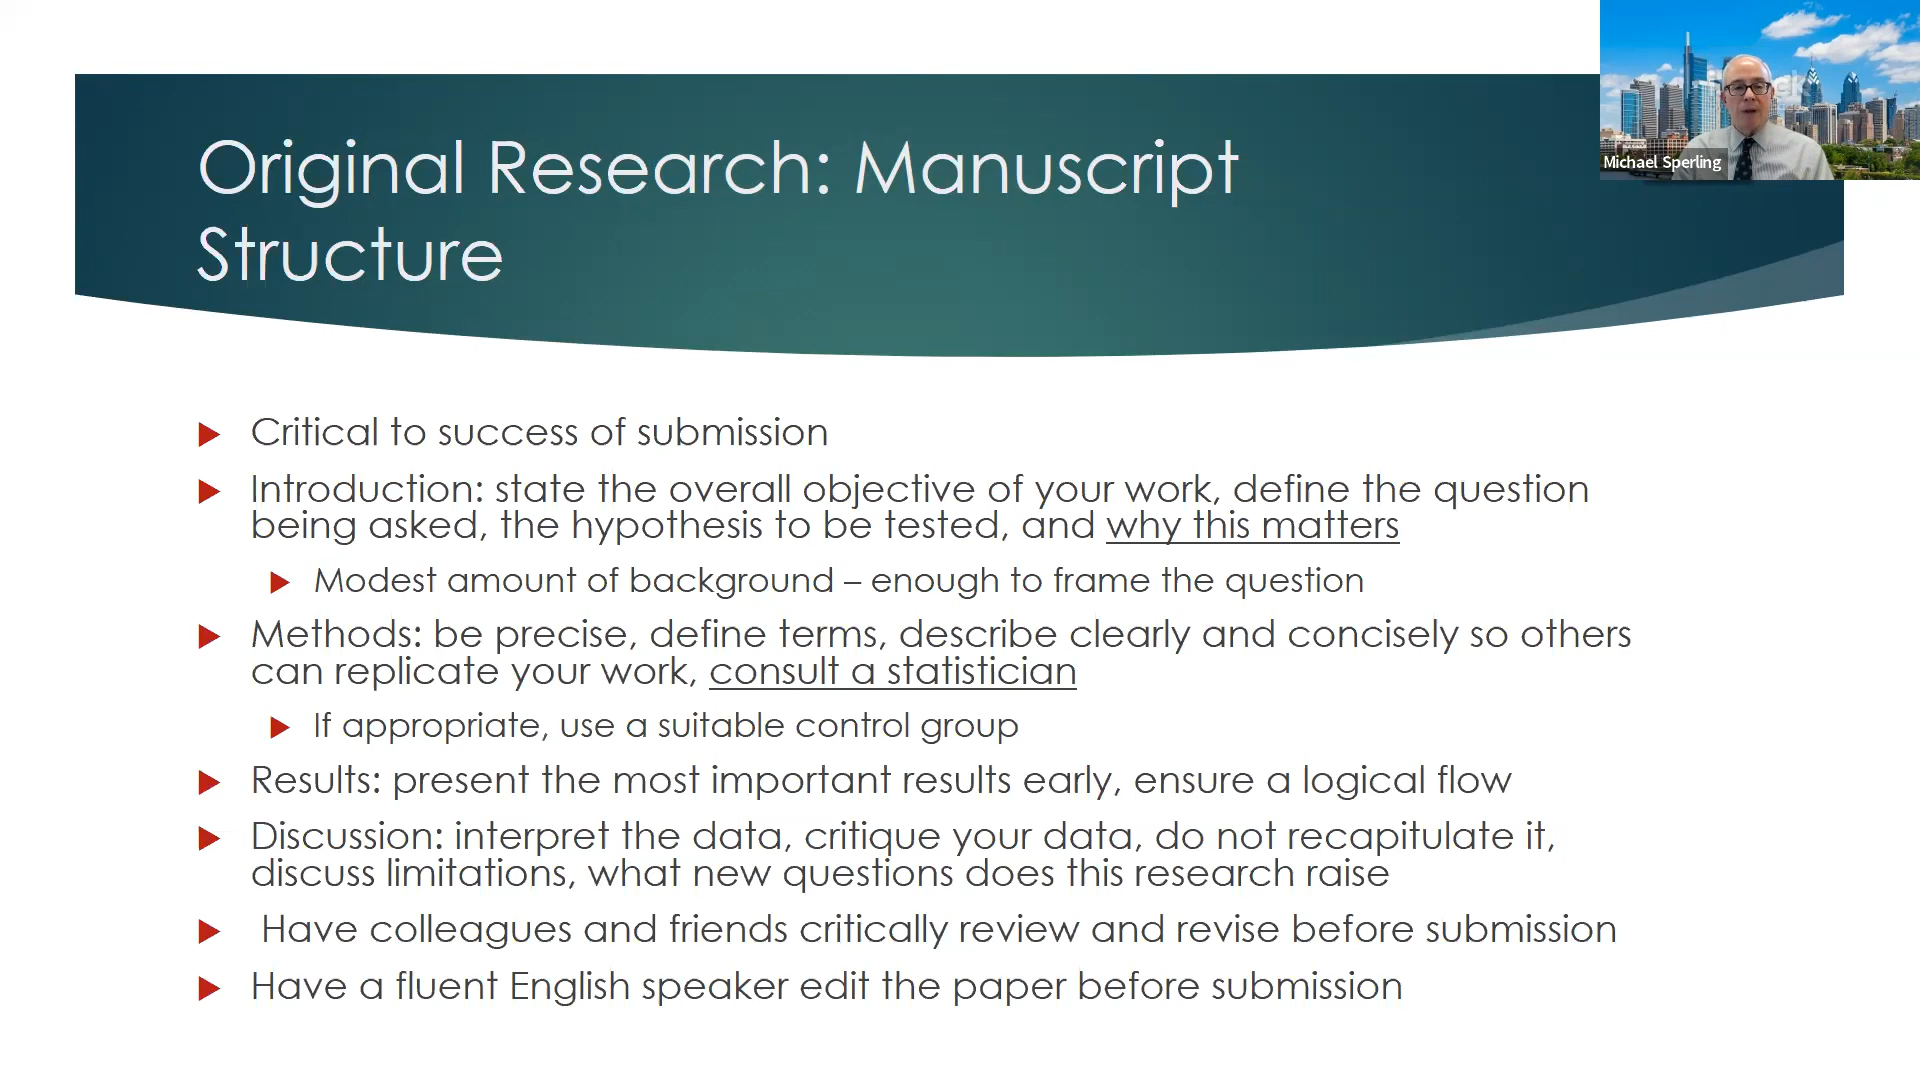 Original Research: Manuscript
Structure
Michael Sperling
Critical to success of submission
Introduction: state the overall objective of your work, define the question
being asked, the hypothesis to be tested, and why this matters
Modest amount of background – enough to frame the question
Methods: be precise, define terms, describe clearly and concisely so others
can replicate your work, consult a statistician
If appropriate, use a suitable control group
Results: present the most important results early, ensure a logical flow
Discussion: interpret the data, critique your data, do not recapitulate it,
discuss limitations, what new questions does this research raise
Have colleagues and friends critically review and revise before submission
Have a fluent English speaker edit the paper before submission